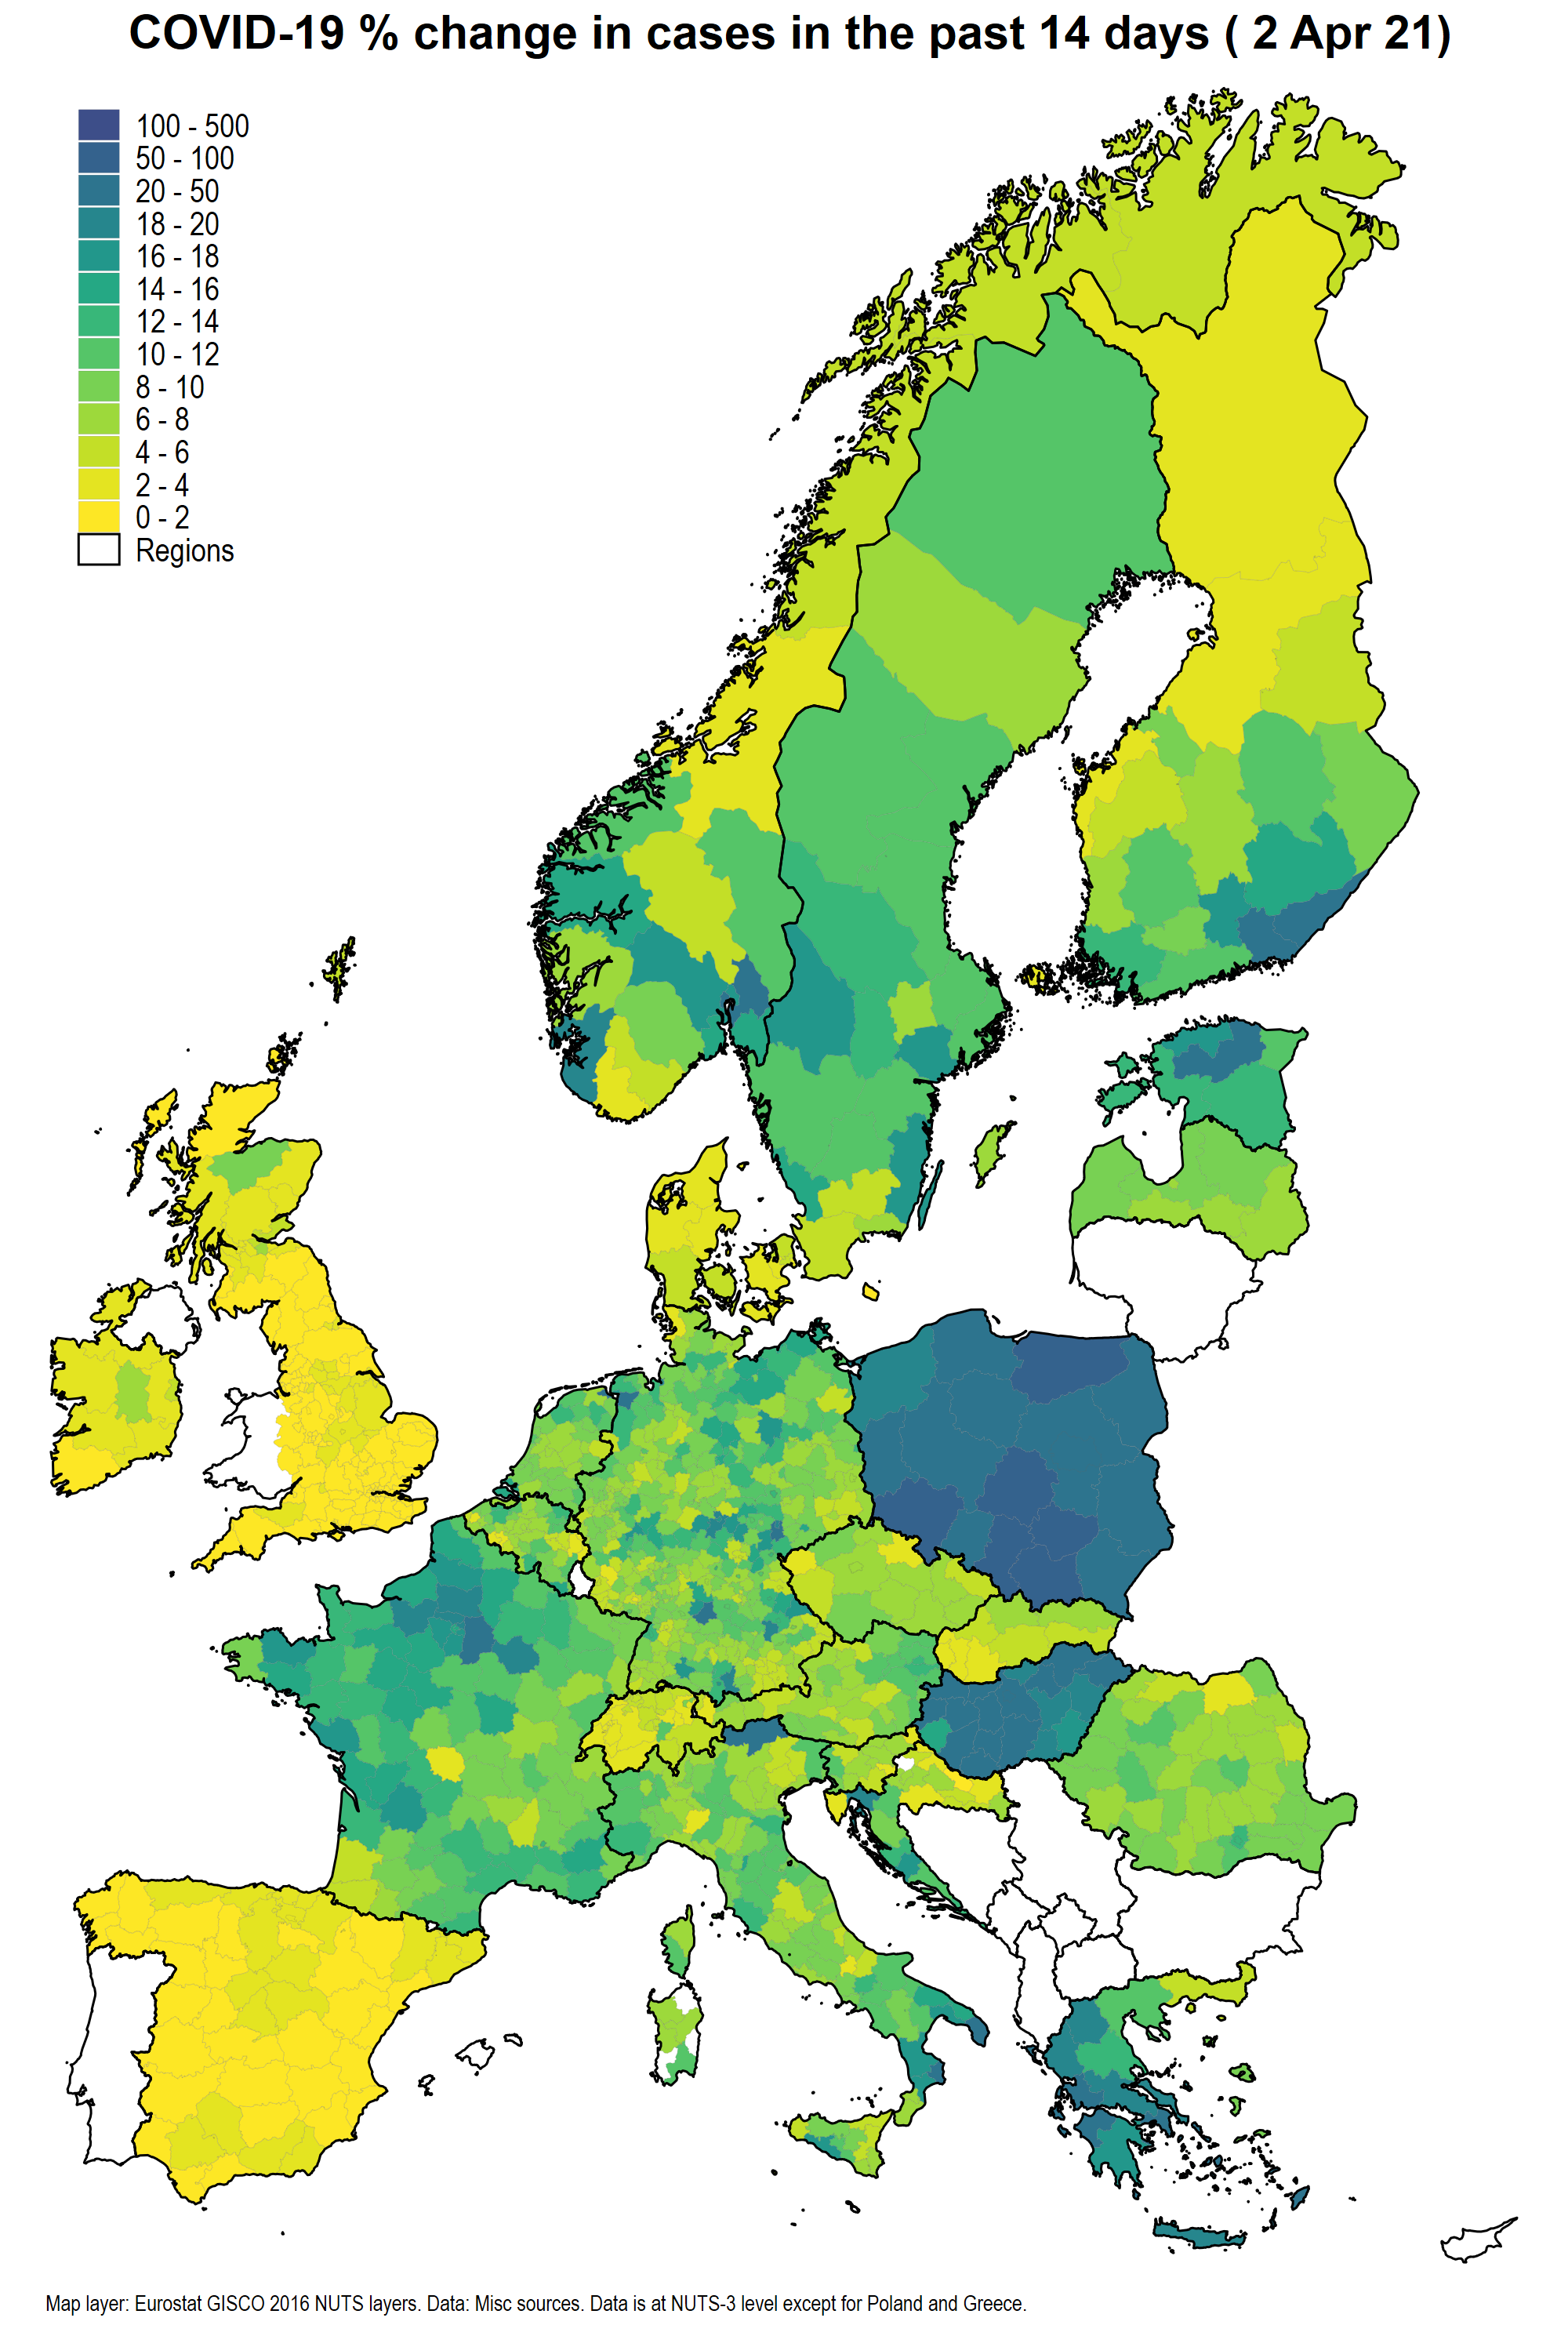 COVID-19 % change in cases in the past 14 days ( 2 Apr 21)
100 - 500
50 - 100
20 - 50
18 - 20
16 - 18
14 - 16
12 - 14
10 - 12
8 - 10
6 - 8
4 - 6
2 - 4
0 - 2
Regions
Map layer: Eurostat GISCO 2016 NUTS layers. Data: Misc sources. Data is at NUTS-3 level except for Poland and Greece.